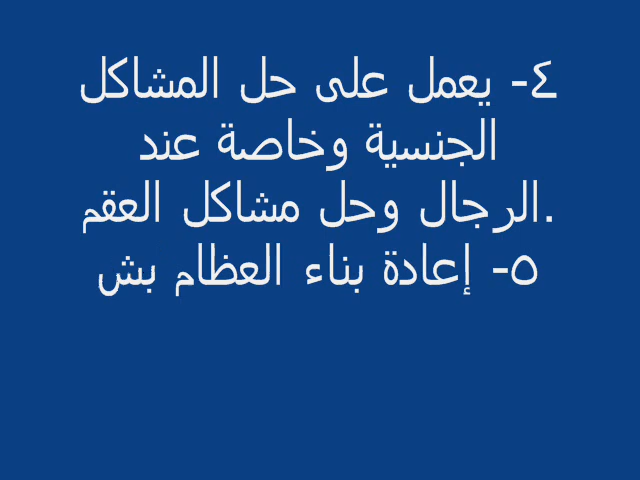 ٤- يعمل على حل المشاكل
الجنسية وخاصة عند
.الرجال وحل مشاكل العقم
٥- إعادة بناء العظام بش